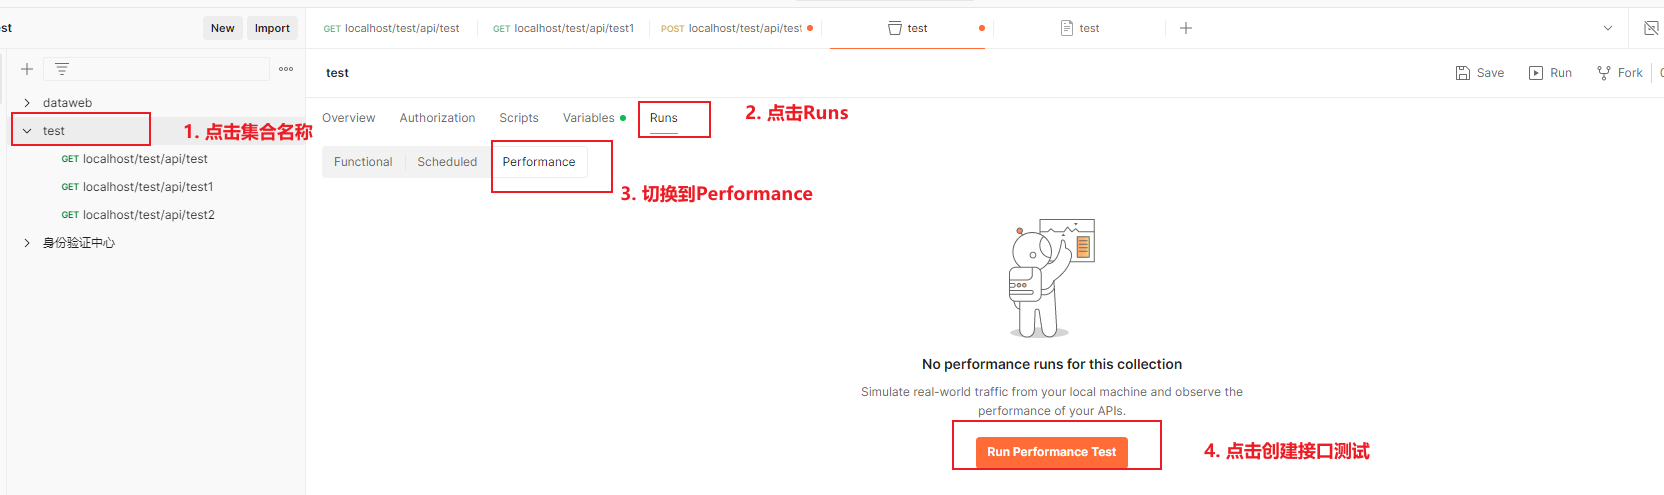 st
New
Import
GET localhost/test/api/test
GET localhost/test/api/test1
POST localhost/test/api/tes
test
test
test
Save
Run
Fork
dataweb
test
1. 点击集合名称
GET localhost/test/api/test
GET localhost/test/api/test1
GET localhost/test/api/test2
身份验证中心
Overview
Authorization
Scripts
Variables
Runs
2. 点击Runs
Functional
Scheduled
Performance
3. 切换到Performance
No performance runs for this collection
Simulate real-world traffic from your local machine and observe the
performance of your APIs.
Run Performance Test
4. 点击创建接口测试